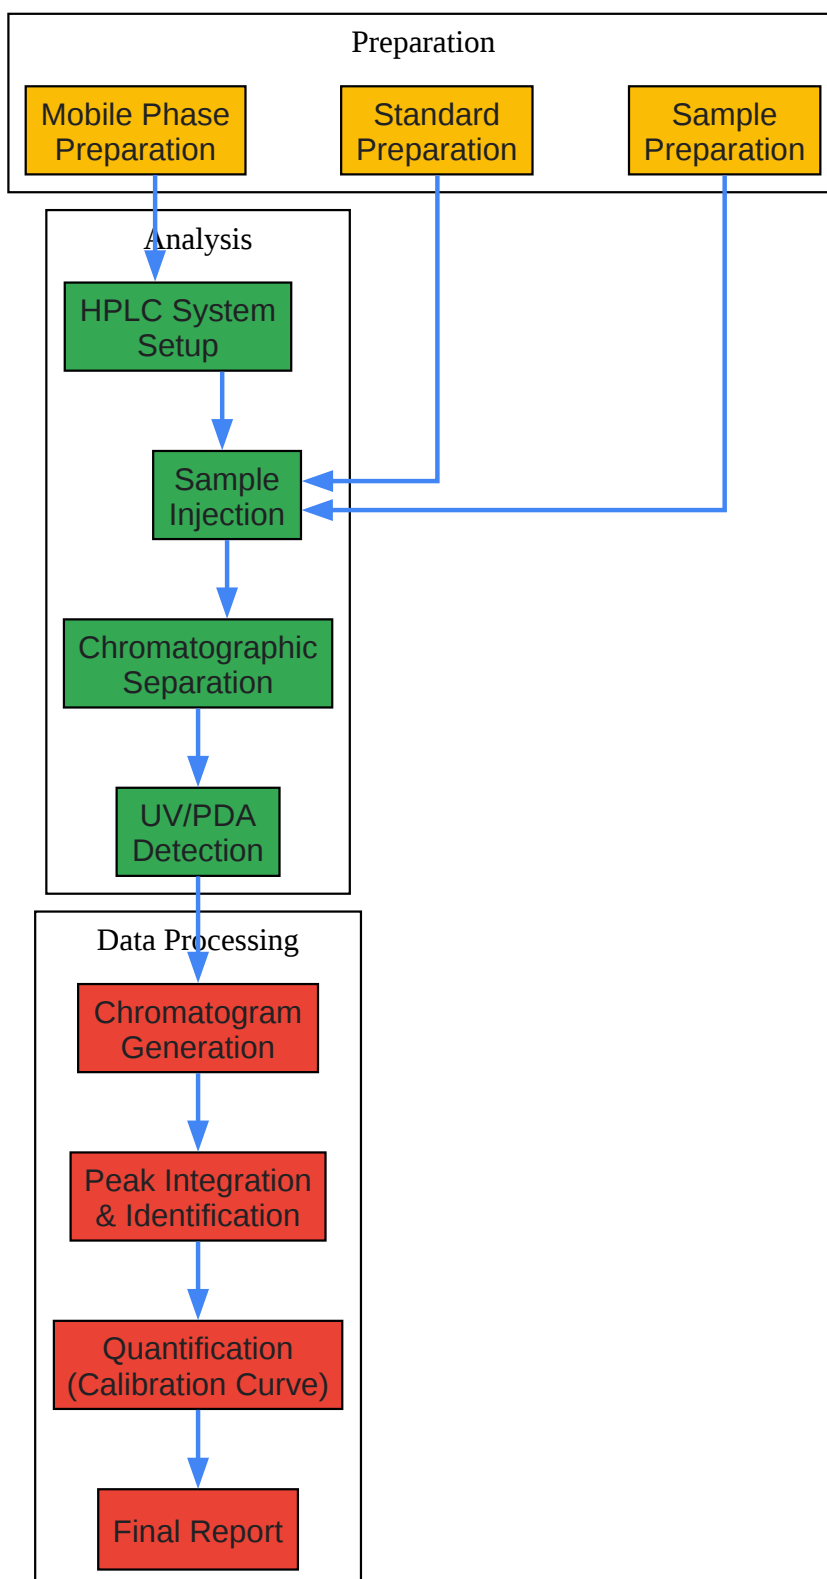 Preparation
Mobile Phase
Preparation
Standard
Preparation
Sample
Preparation
Analysis
HPLC System
Setup
Sample
Injection
Chromatographic
Separation
UV/PDA
Detection
Data Processing
Chromatogram
Generation
Peak Integration
& Identification
Quantification
(Calibration Curve)
Final Report